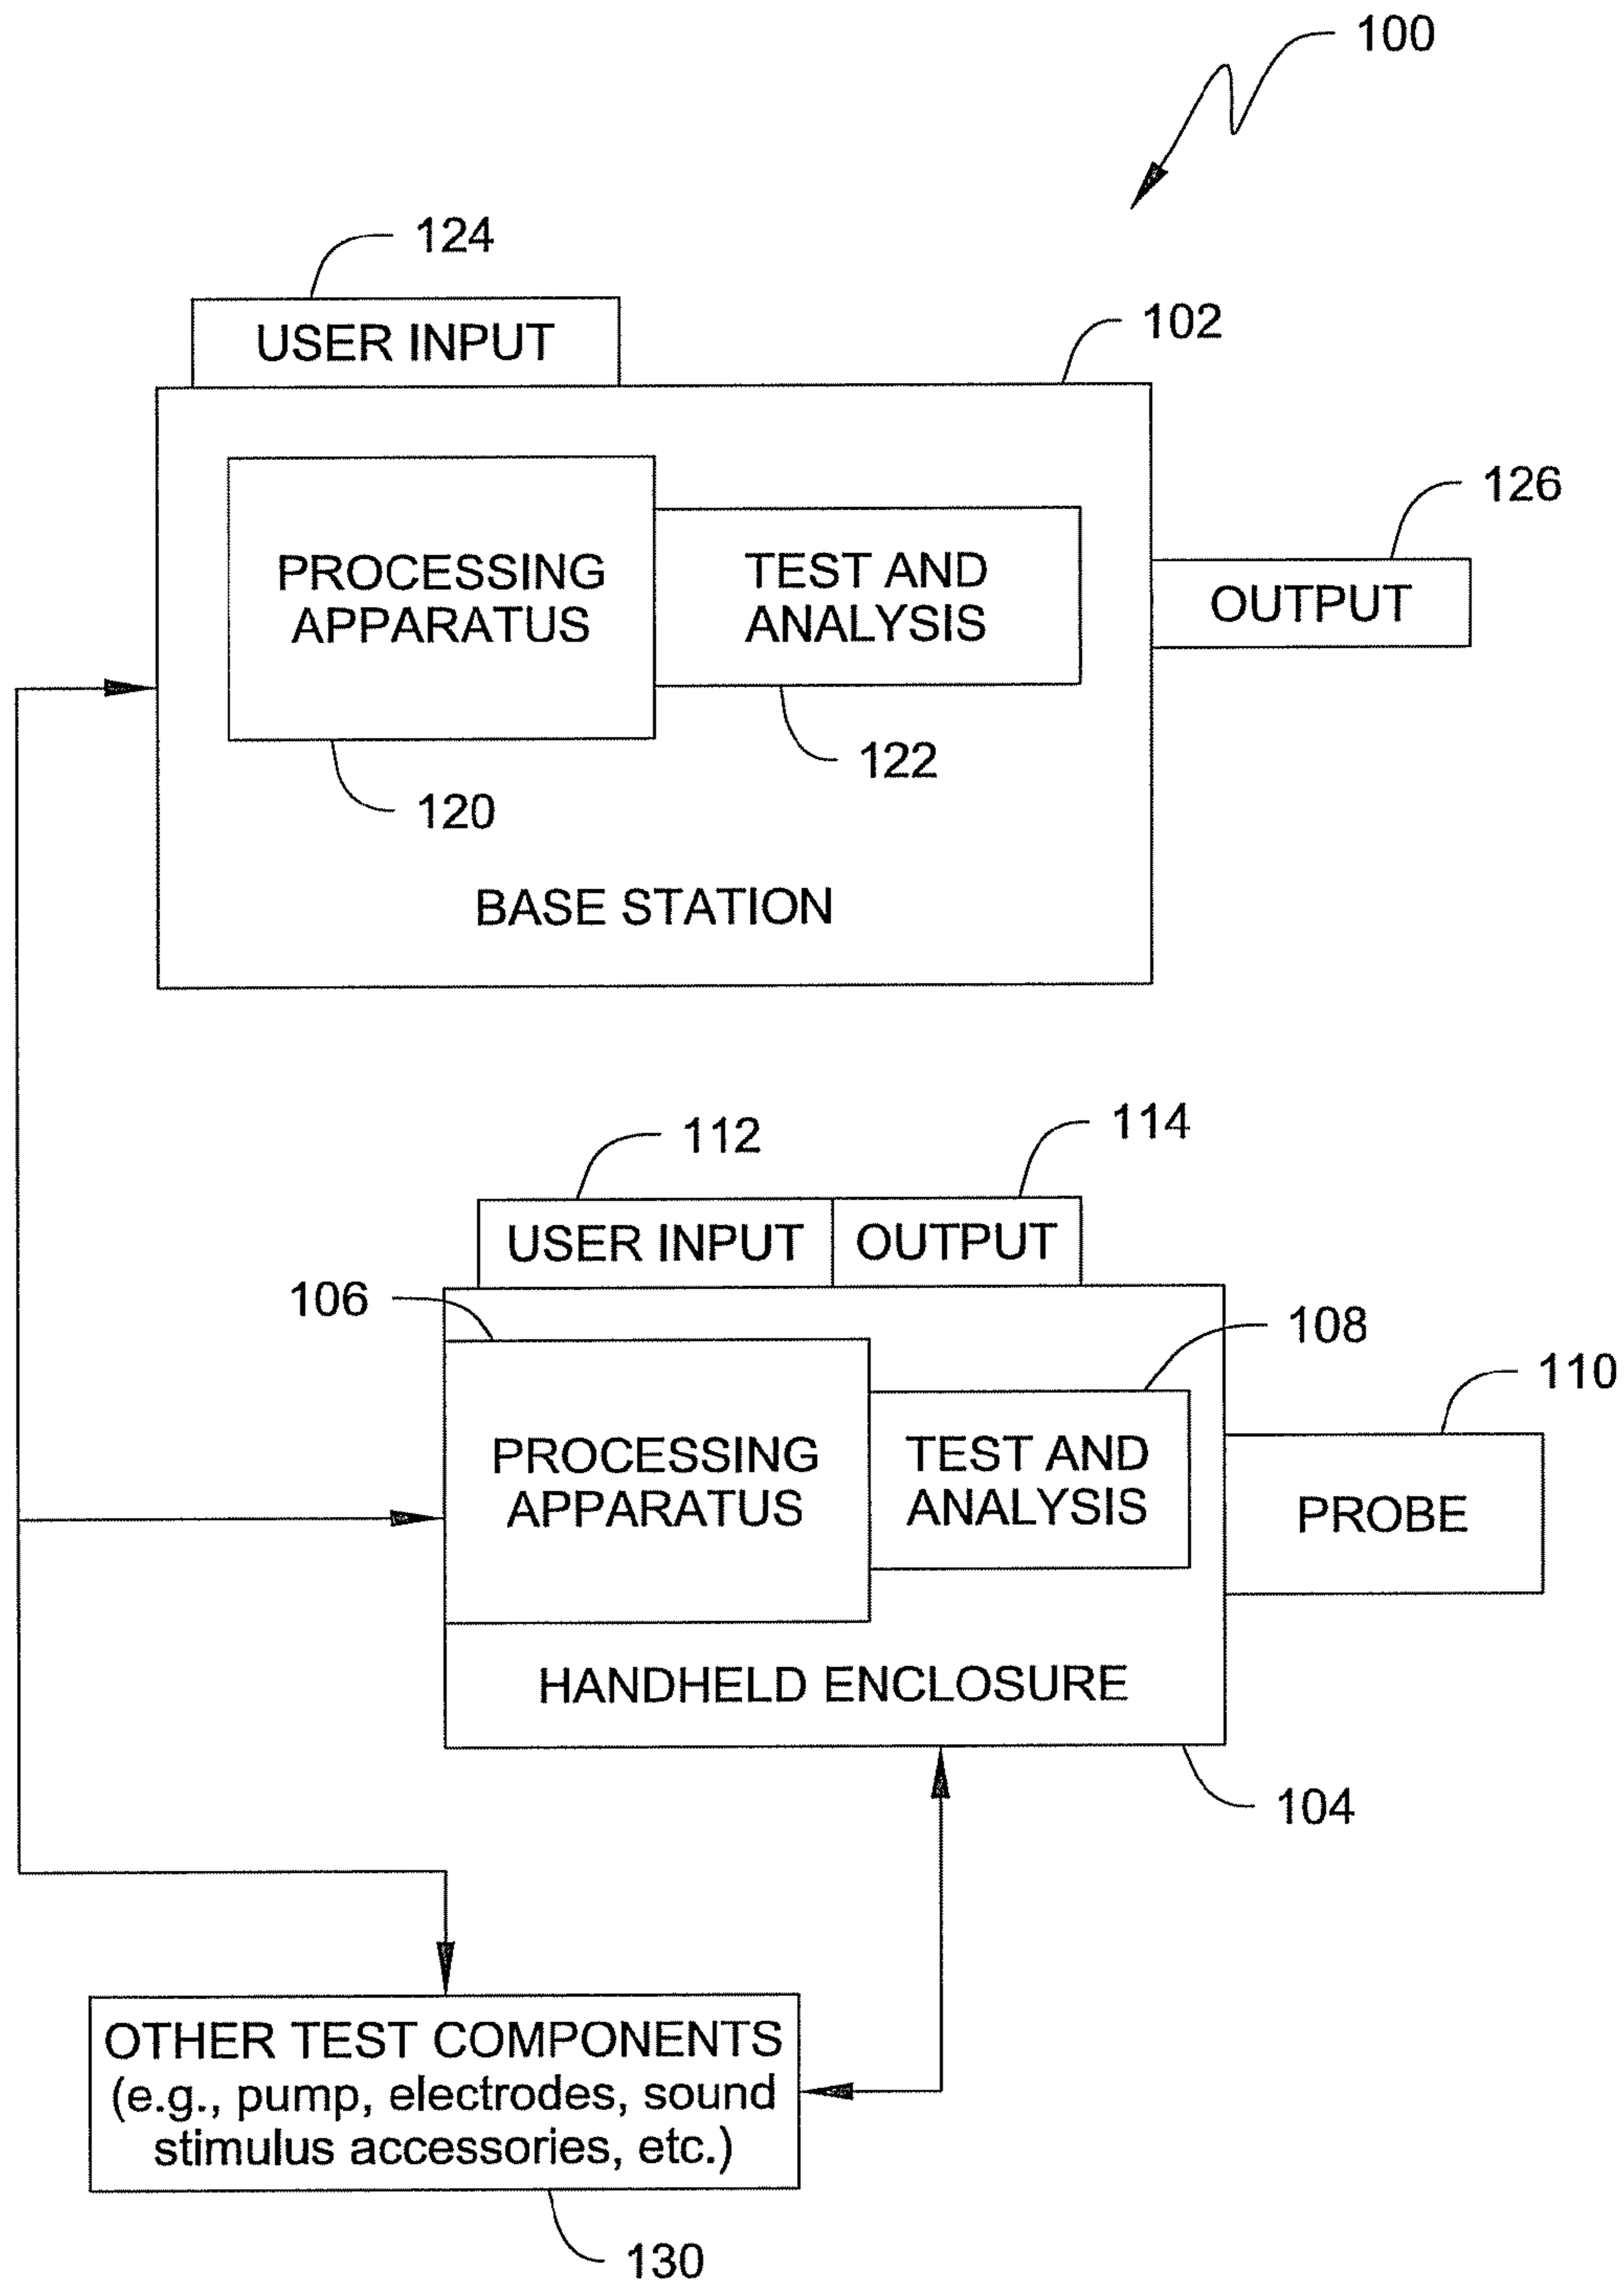 100
124
USER INPUT
102
126
PROCESSING
APPARATUS
TEST AND
ANALYSIS
OUTPUT
122
120
BASE STATION
112
114
USER INPUT
OUTPUT
106
108
110
PROCESSING
APPARATUS
TEST AND
ANALYSIS
PROBE
HANDHELD ENCLOSURE
104
OTHER TEST COMPONENTS
(e.g., pump, electrodes, sound
stimulus accessories, etc.)
130